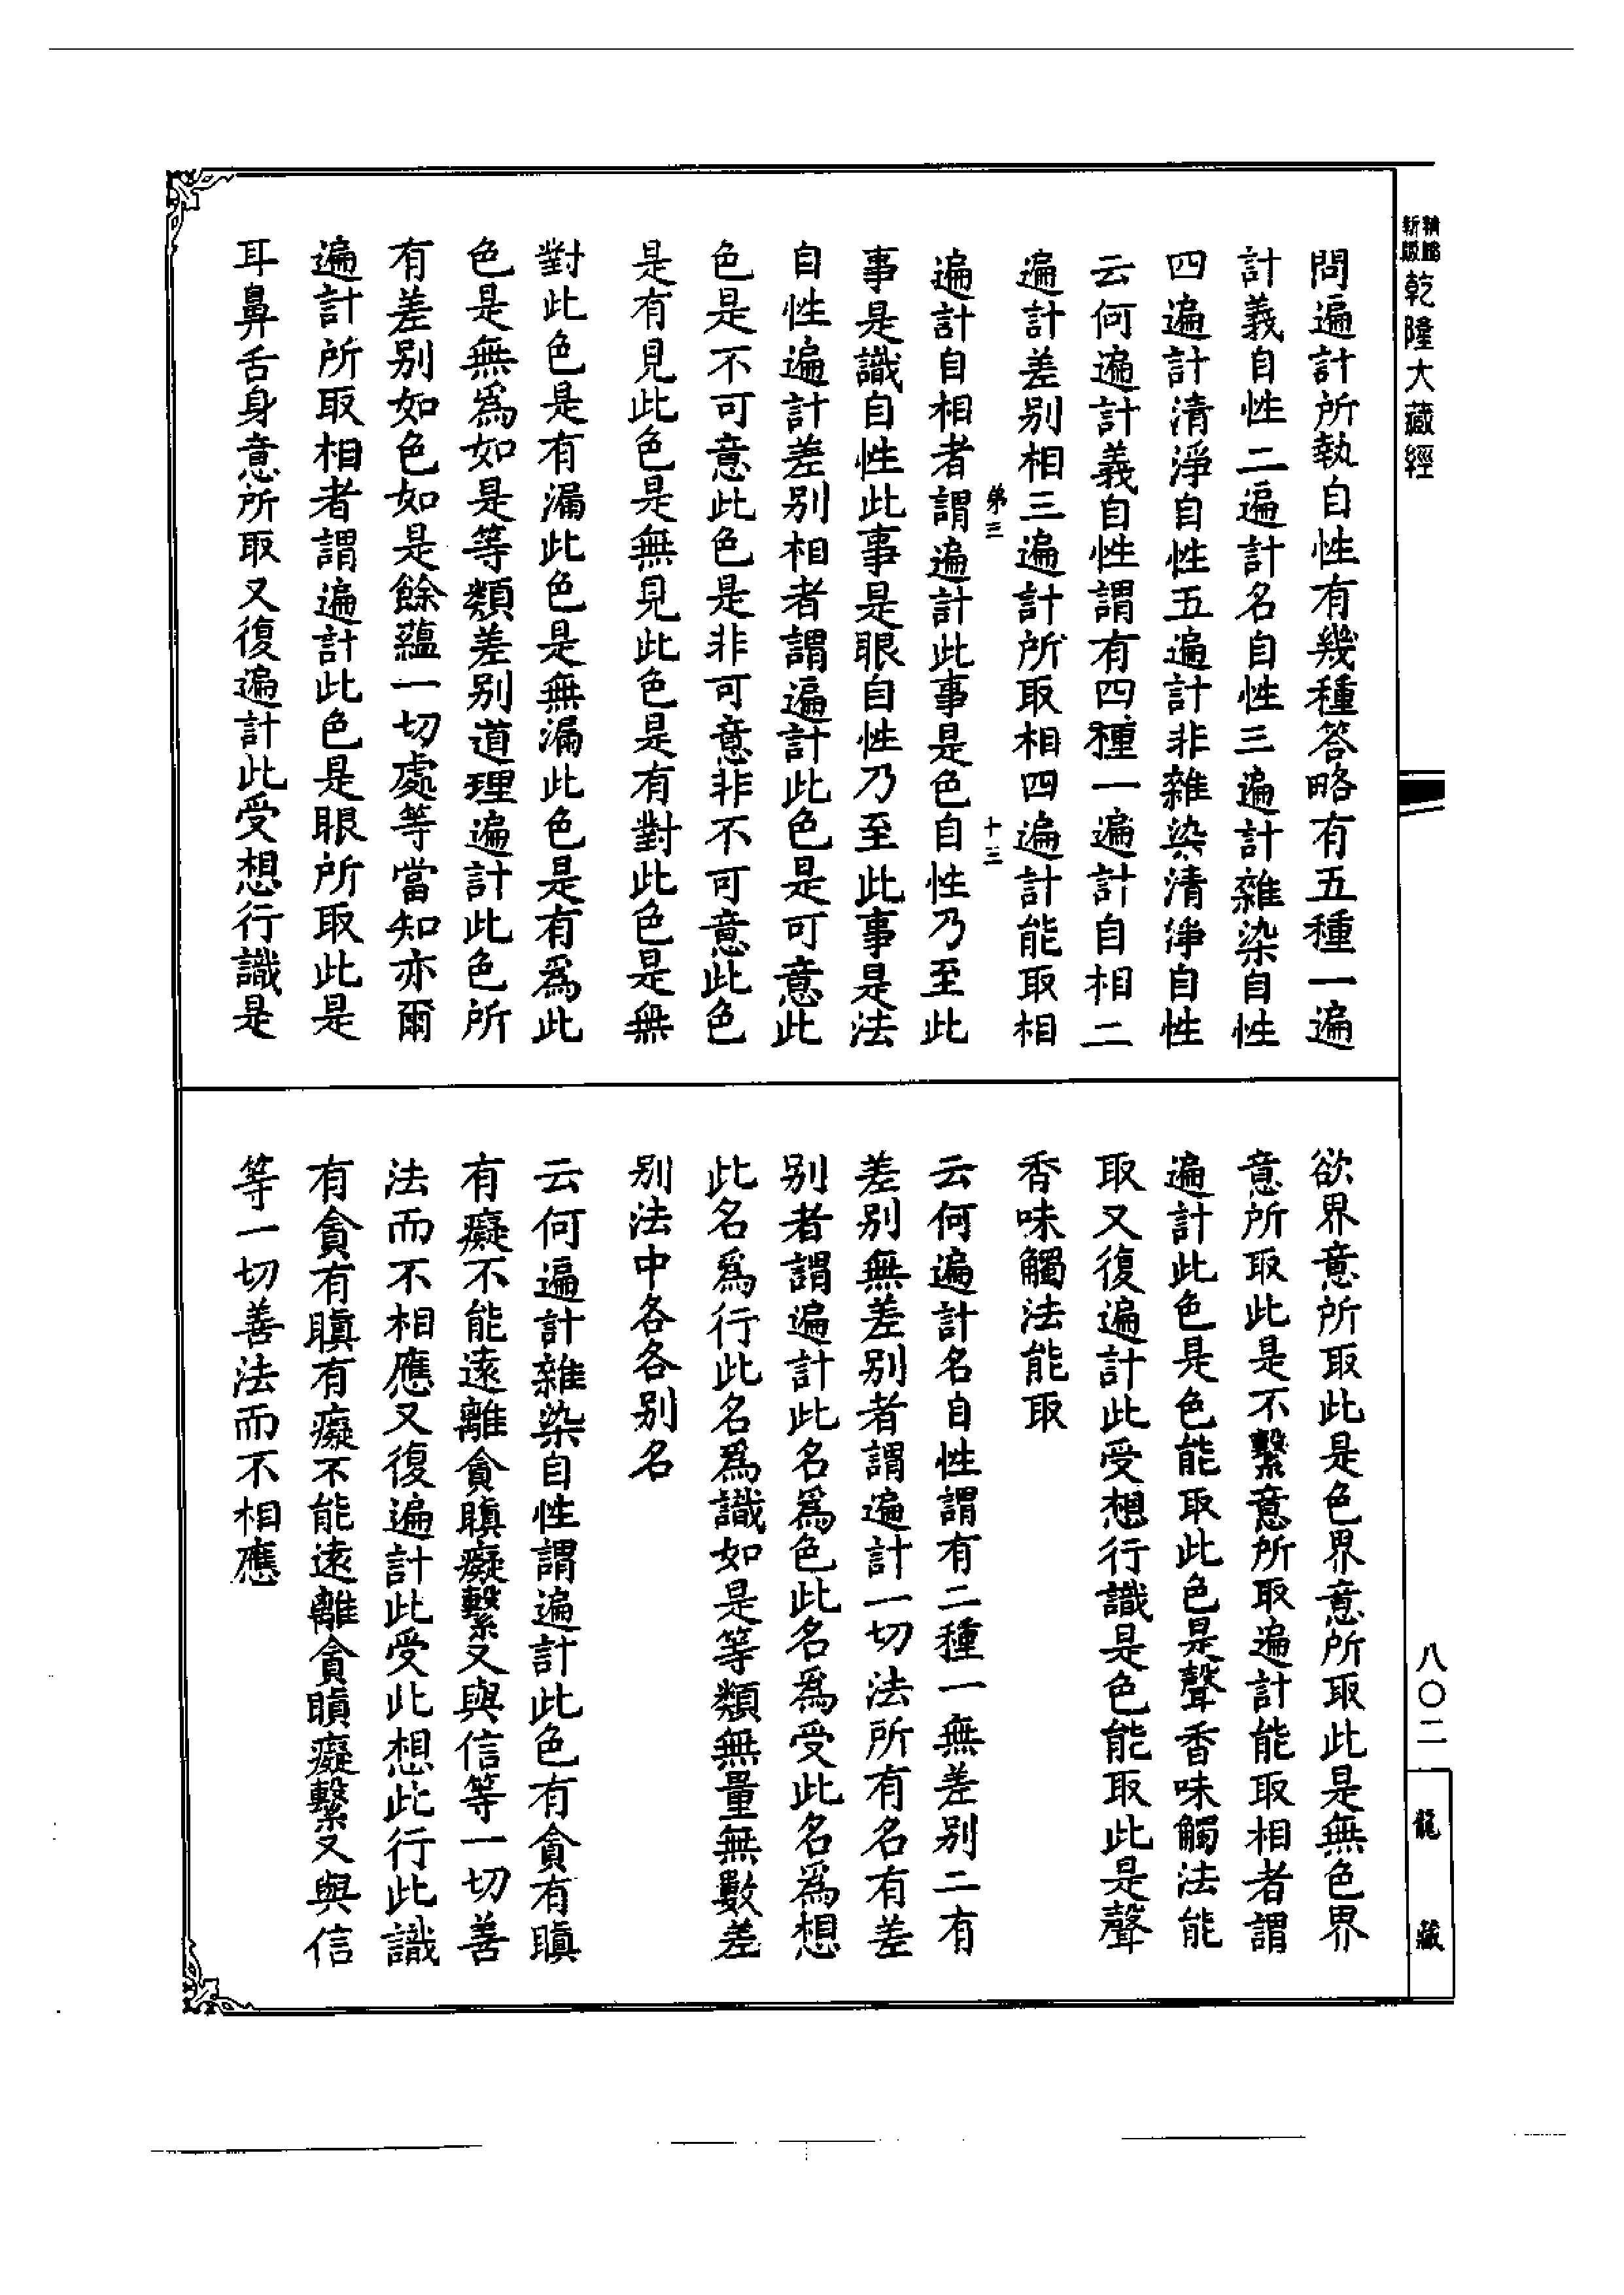 精縮
新版
乾隆大藏經
問遍計所執自性有幾種答略有五種一遍
計義自性二遍計名自性三遍計雜染自性
四遍計清淨自性五遍計非雜染清淨自性
云何遍計義自性謂有四種一遍計自相二
遍計差別相三遍計所取相四遍計能取相
第三
十三
遍計自相者謂遍計此事是色自性乃至此
事是識自性此事是眼自性乃至此事是法
自性遍計差別相者謂遍計此色是可意此
色是不可意此色是非可意非不可意此色
是有見此色是無見此色是有對此色是無
對此色是有漏此色是無漏此色是有為此
色是無為如是等類差別道理遍計此色所
有差別如色如是餘蘊一切處等當知亦爾
遍計所取相者謂遍計此色是眼所取此是
耳鼻舌身意所取又復遍計此受想行識是
欲界意所取此是色界意所取此是無色界
意所取此是不繫意所取遍計能取相者謂
遍計此色是色能取此色是聲香味觸法能
取又復遍計此受想行識是色能取此是聲
香味觸法能取
云何遍計名自性謂有二種一無差別二有
差別無差別者謂遍計一切法所有名有差
別者謂遍計此名為色此名為受此名為想
此名為行此名為識如是等類無量無數差
別法中各各別名
云何遍計雜染自性謂遍計此色有貪有瞋
有癡不能遠離貪瞋癡繫又與信等一切善
法而不相應又復遍計此受此想此行此識
有貪有瞋有癡不能遠離貪瞋癡繫又與信
等一切善法而不相應
八〇二
龍藏